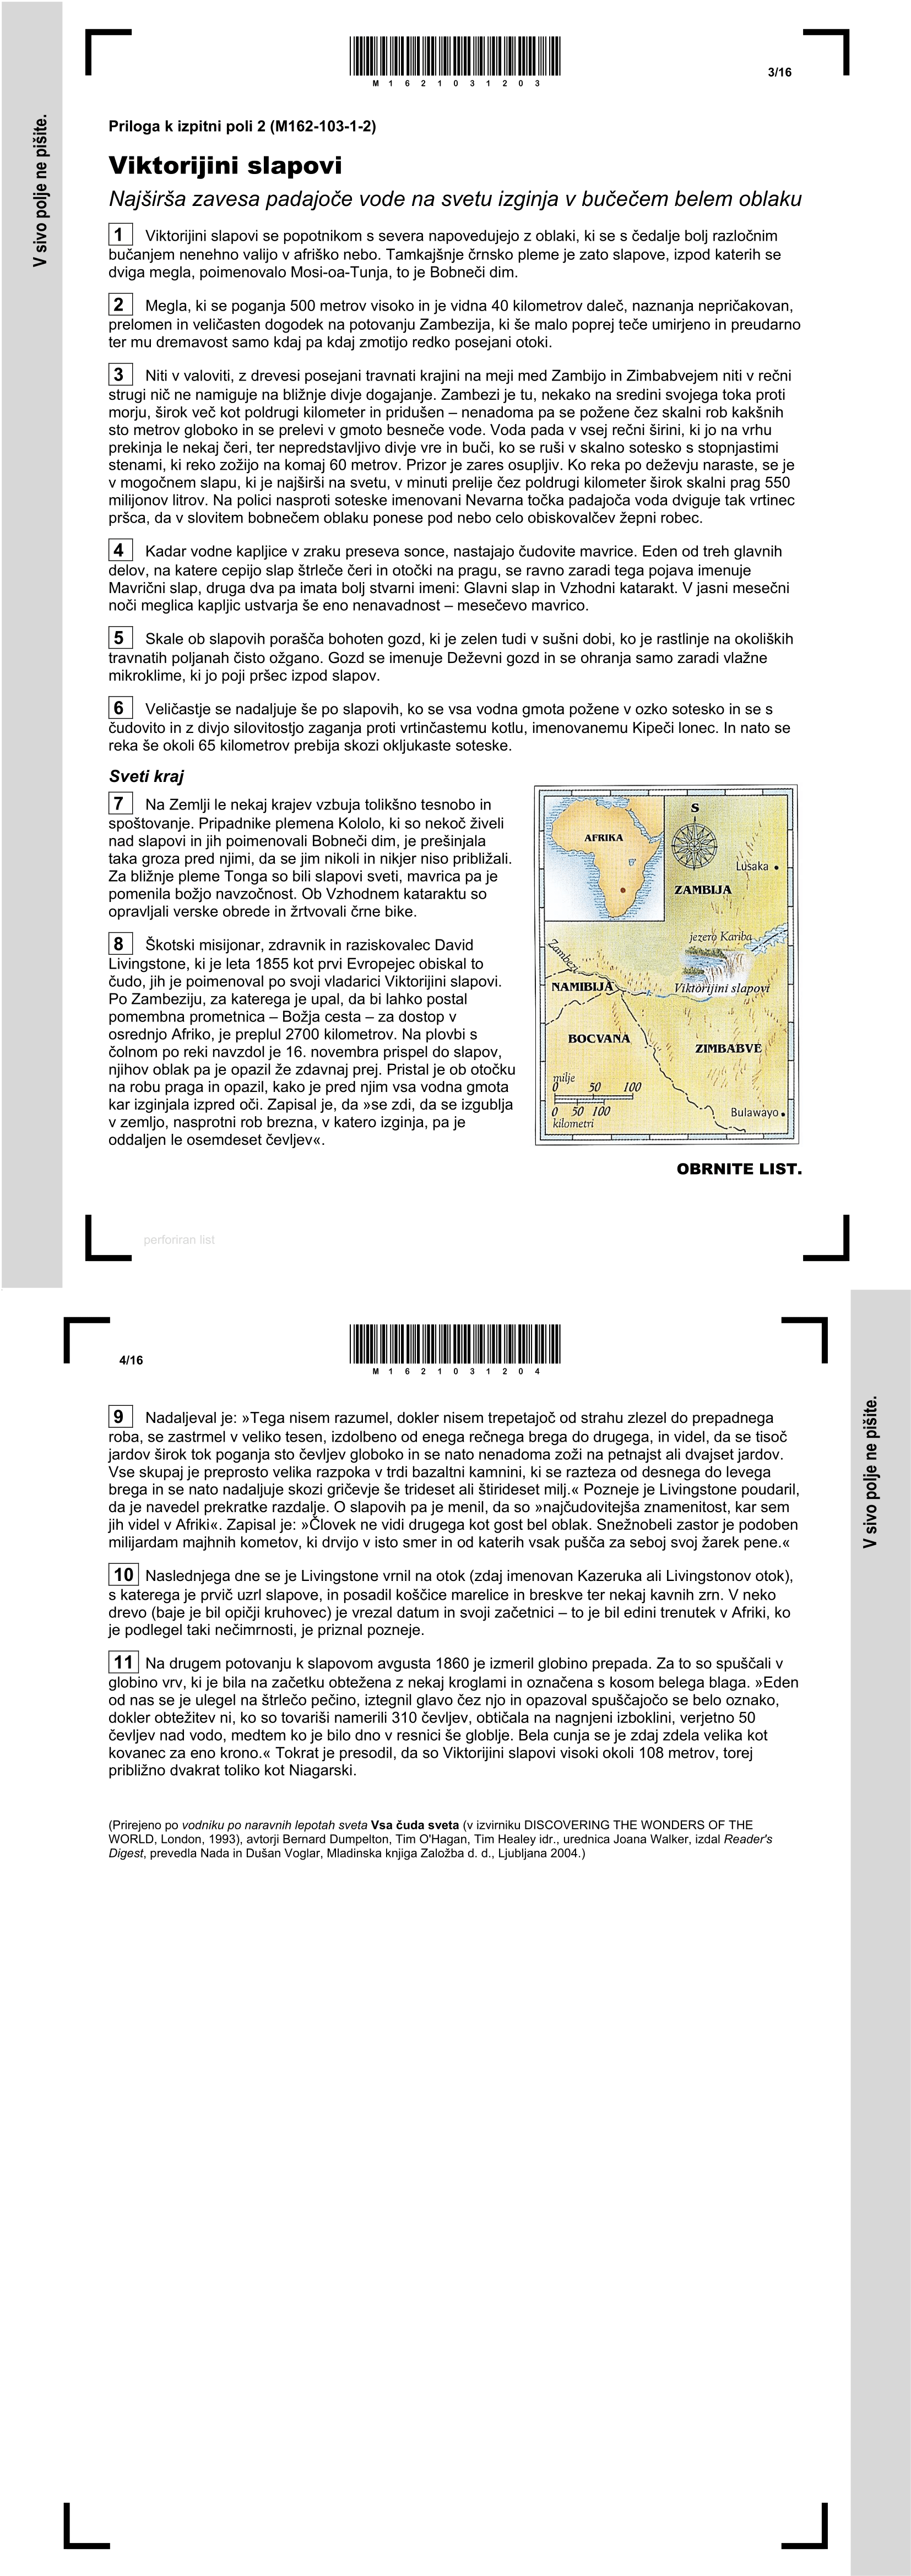 V sivo polje ne pišite.
M 1 6 2 1 0 3 1 2 0 3
3/16
Priloga k izpitni poli 2 (M162-103-1-2)
Viktorijini slapovi
Najširša zavesa padajoče vode na svetu izginja v bučečem belem oblaku
1 Viktorijini slapovi se popotnikom s severa napovedujejo z oblaki, ki se s čedalje bolj razločnim
bučanjem nenehno valijo v afriško nebo. Tamkajšnje črnsko pleme je zato slapove, izpod katerih se
dviga megla, poimenovalo Mosi-oa-Tunja, to je Bobneči dim.
2 Megla, ki se poganja 500 metrov visoko in je vidna 40 kilometrov daleč, naznanja nepričakovan,
prelomen in veličasten dogodek na potovanju Zambezija, ki še malo poprej teče umirjeno in preudarno
ter mu dremavost samo kdaj pa kdaj zmotijo redko posejani otoki.
3 Niti v valoviti, z drevesi posejani travnati krajini na meji med Zambijo in Zimbabvejem niti v rečni
strugi nič ne namiguje na bližnje divje dogajanje. Zambezi je tu, nekako na sredini svojega toka proti
morju, širok več kot poldrugi kilometer in pridušen – nenadoma pa se požene čez skalni rob kakšnih
sto metrov globoko in se prelevi v gmoto besneče vode. Voda pada v vsej rečni širini, ki jo na vrhu
prekinja le nekaj čeri, ter nepredstavljivo divje vre in buči, ko se ruši v skalno sotesko s stopnjastimi
stenami, ki reko zožijo na komaj 60 metrov. Prizor je zares osupljiv. Ko reka po deževju naraste, se je
v mogočnem slapu, ki je najširši na svetu, v minuti prelije čez poldrugi kilometer širok skalni prag 550
milijonov litrov. Na polici nasproti soteske imenovani Nevarna točka padajoča voda dviguje tak vrtinec
pršca, da v slovitem bobnečem oblaku ponese pod nebo celo obiskovalčev žepni robec.
4 Kadar vodne kapljice v zraku preseva sonce, nastajajo čudovite mavrice. Eden od treh glavnih
delov, na katere cepijo slap štrleče čeri in otočki na pragu, se ravno zaradi tega pojava imenuje
Mavrični slap, druga dva pa imata bolj stvarni imeni: Glavni slap in Vzhodni katarakt. V jasni mesečni
noči meglica kapljic ustvarja še eno nenavadnost – mesečevo mavrico.
5 Skale ob slapovih porašča bohoten gozd, ki je zelen tudi v sušni dobi, ko je rastlinje na okoliških
travnatih poljanah čisto ožgano. Gozd se imenuje Deževni gozd in se ohranja samo zaradi vlažne
mikroklime, ki jo poji pršec izpod slapov.
6 Veličastje se nadaljuje še po slapovih, ko se vsa vodna gmota požene v ozko sotesko in se s
čudovito in z divjo silovitostjo zaganja proti vrtinčastemu kotlu, imenovanemu Kipeči lonec. In nato se
reka še okoli 65 kilometrov prebija skozi okljukaste soteske.
Sveti kraj
7 Na Zemlji le nekaj krajev vzbuja tolikšno tesnobo in
spoštovanje. Pripadnike plemena Kololo, ki so nekoč živeli
nad slapovi in jih poimenovali Bobneči dim, je prešinjala
taka groza pred njimi, da se jim nikoli in nikjer niso približali.
Za bližnje pleme Tonga so bili slapovi sveti, mavrica pa je
pomenila božjo navzočnost. Ob Vzhodnem kataraktu so
opravljali verske obrede in žrtvovali črne bike.
8 Škotski misijonar, zdravnik in raziskovalec David
Livingstone, ki je leta 1855 kot prvi Evropejec obiskal to
čudo, jih je poimenoval po svoji vladarici Viktorijini slapovi.
Po Zambeziju, za katerega je upal, da bi lahko postal
pomembna prometnica – Božja cesta – za dostop v
osrednjo Afriko, je preplul 2700 kilometrov. Na plovbi s
čolnom po reki navzdol je 16. novembra prispel do slapov,
njihov oblak pa je opazil že zdavnaj prej. Pristal je ob otočku
na robu praga in opazil, kako je pred njim vsa vodna gmota
kar izginjala izpred oči. Zapisal je, da »se zdi, da se izgublja
v zemljo, nasprotni rob brezna, v katero izginja, pa je
oddaljen le osemdeset čevljev«.
AFRIKA
S
Lusaka
ZAMBIJA
jezero Kariba
Zambezi
Viktorijini slapovi
NAMIBIJA
BOCVANA
ZIMBABVE
milje
0 50 100
0 50 100
kilometri
Bulawayo
OBRNITE LIST.
perforiran list
M 1 6 2 1 0 3 1 2 0 4
4/16
V sivo polje ne pišite.
9 Nadaljeval je: »Tega nisem razumel, dokler nisem trepetajoč od strahu zlezel do prepadnega
roba, se zastrmel v veliko tesen, izdolbeno od enega rečnega brega do drugega, in videl, da se tisoč
jardov širok tok poganja sto čevljev globoko in se nato nenadoma zoži na petnajst ali dvajset jardov.
Vse skupaj je preprosto velika razpoka v trdi bazaltni kamnini, ki se razteza od desnega do levega
brega in se nato nadaljuje skozi gričevje še trideset ali štirideset milj.« Pozneje je Livingstone poudaril,
da je navedel prekratke razdalje. O slapovih pa je menil, da so »najčudovitejša znamenitost, kar sem
jih videl v Afriki«. Zapisal je: »Človek ne vidi drugega kot gost bel oblak. Snežnobeli zastor je podoben
milijardam majhnih kometov, ki drvijo v isto smer in od katerih vsak pušča za seboj svoj žarek pene.«
10 Naslednjega dne se je Livingstone vrnil na otok (zdaj imenovan Kazeruka ali Livingstonov otok),
s katerega je prvič uzrl slapove, in posadil koščice marelice in breskve ter nekaj kavnih zrn. V neko
drevo (baje je bil opičji kruhovec) je vrezal datum in svoji začetnici – to je bil edini trenutek v Afriki, ko
je podlegel taki nečimrnosti, je priznal pozneje.
11 Na drugem potovanju k slapovom avgusta 1860 je izmeril globino prepada. Za to so spuščali v
globino vrv, ki je bila na začetku obtežena z nekaj kroglami in označena s kosom belega blaga. »Eden
od nas se je ulegel na štrlečo pečino, iztegnil glavo čez njo in opazoval spuščajočo se belo oznako,
dokler obtežitev ni, ko so tovariši namerili 310 čevljev, obtičala na nagnjeni izboklini, verjetno 50
čevljev nad vodo, medtem ko je bilo dno v resnici še globlje. Bela cunja se je zdaj zdela velika kot
kovanec za eno krono.« Tokrat je presodil, da so Viktorijini slapovi visoki okoli 108 metrov, torej
približno dvakrat toliko kot Niagarski.
(Prirejeno po vodniku po naravnih lepotah sveta Vsa čuda sveta (v izvirniku DISCOVERING THE WONDERS OF THE
WORLD, London, 1993), avtorji Bernard Dumpelton, Tim O'Hagan, Tim Healey idr., urednica Joana Walker, izdal Reader's
Digest, prevedla Nada in Dušan Voglar, Mladinska knjiga Založba d. d., Ljubljana 2004.)